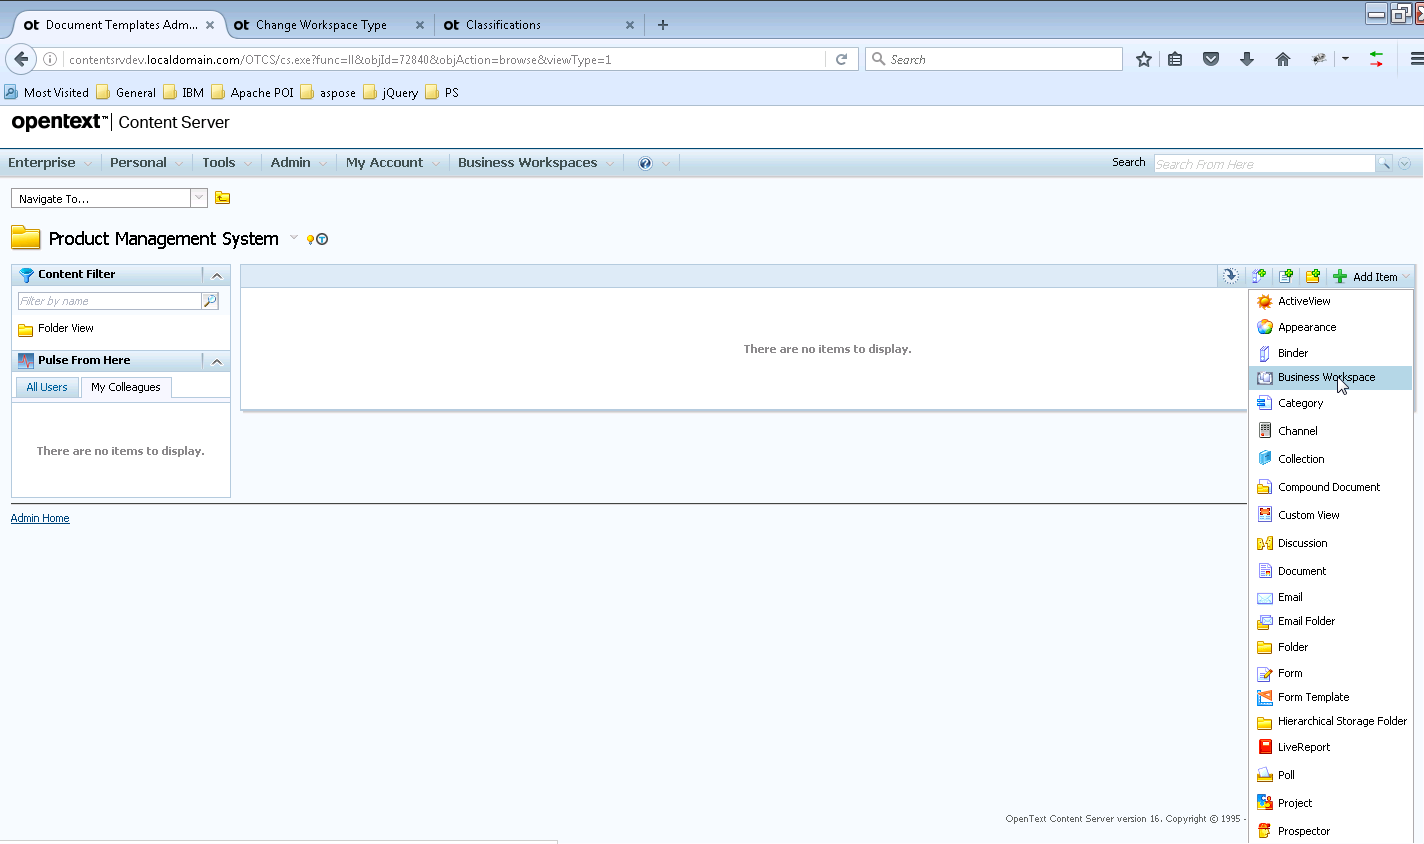 ot Document Templates Adm... ×
ot Change Workspace Type ×
ot Classifications ×
contentsrvdev.localdomain.com/OTCS/cs.exe?func=ll&objId=72840&objAction=browse&viewType=1
Search
Most Visited General IBM Apache POI aspose jQuery PS
opentext™ | Content Server
Enterprise Personal Tools Admin My Account Business Workspaces
Search Search From Here
Navigate To...
Product Management System
Content Filter
Filter by name
Folder View
Pulse From Here
All Users My Colleagues
There are no items to display.
Admin Home
Add Item
There are no items to display.
ActiveView
Appearance
Binder
Business Workspace
Category
Channel
Collection
Compound Document
Custom View
Discussion
Document
Email
Email Folder
Folder
Form
Form Template
Hierarchical Storage Folder
LiveReport
Poll
Project
Prospector
OpenText Content Server version 16. Copyright © 1995 -